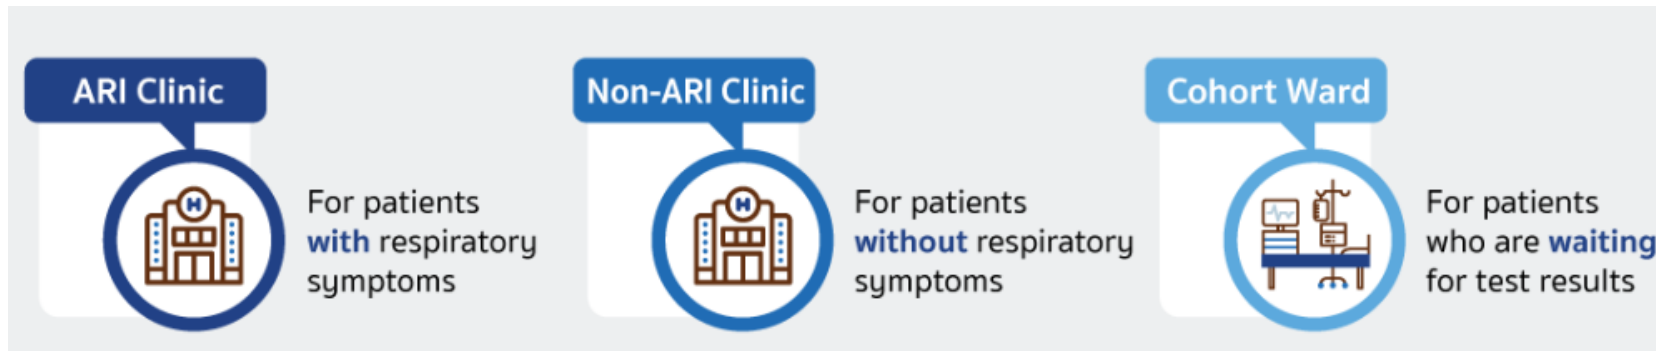 ARI Clinic
For patients
with respiratory
symptoms
Non-ARI Clinic
For patients
without respiratory
symptoms
Cohort Ward
For patients
who are waiting
for test results
H
H